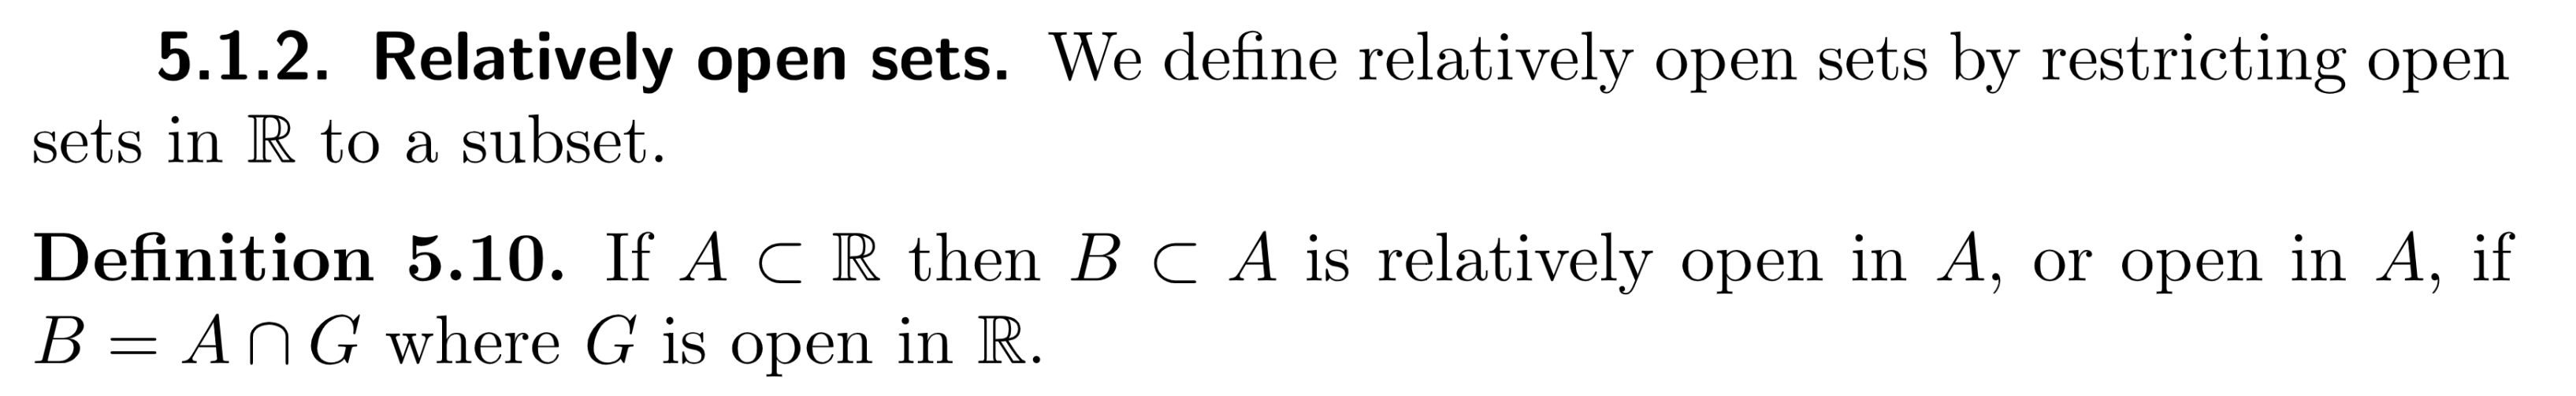 5.1.2. Relatively open sets. We define relatively open sets by restricting open
sets in ℝ to a subset.
Definition 5.10. If A ⊂ ℝ then B ⊂ A is relatively open in A, or open in A, if
B = A ∩ G where G is open in ℝ.